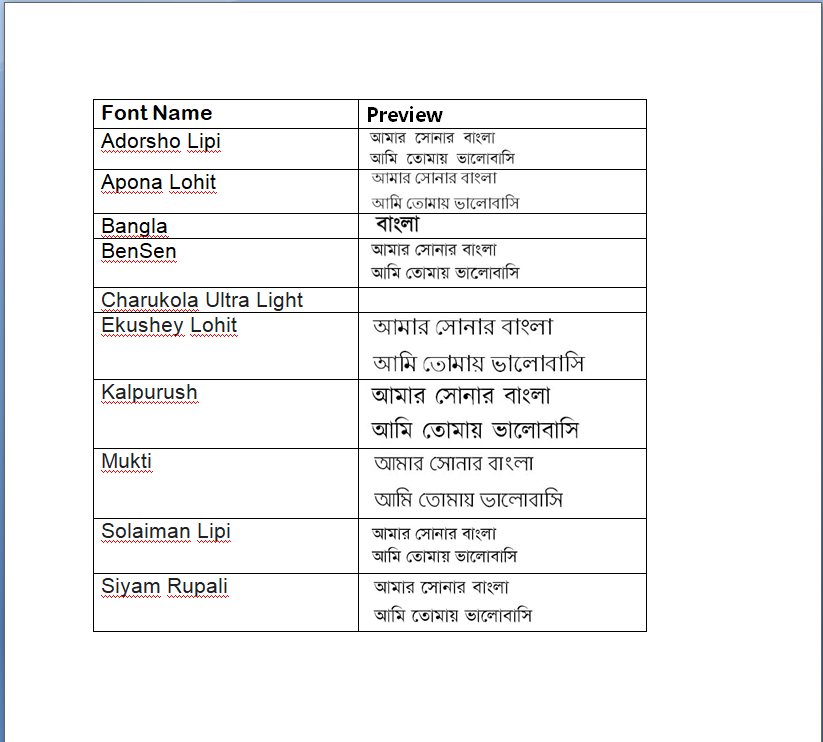 Font Name Preview
Adorsho Lipi আমার সোনার বাংলা
আমি তোমায় ভালোবাসি
Apona Lohit আমার সোনার বাংলা
আমি তোমায় ভালোবাসি
Bangla বাংলা
BenSen আমার সোনার বাংলা
আমি তোমায় ভালোবাসি
Charukola Ultra Light
Ekushey Lohit আমার সোনার বাংলা
আমি তোমায় ভালোবাসি
Kalpurush আমার সোনার বাংলা
আমি তোমায় ভালোবাসি
Mukti আমার সোনার বাংলা
আমি তোমায় ভালোবাসি
Solaiman Lipi আমার সোনার বাংলা
আমি তোমায় ভালোবাসি
Siyam Rupali আমার সোনার বাংলা
আমি তোমায় ভালোবাসি